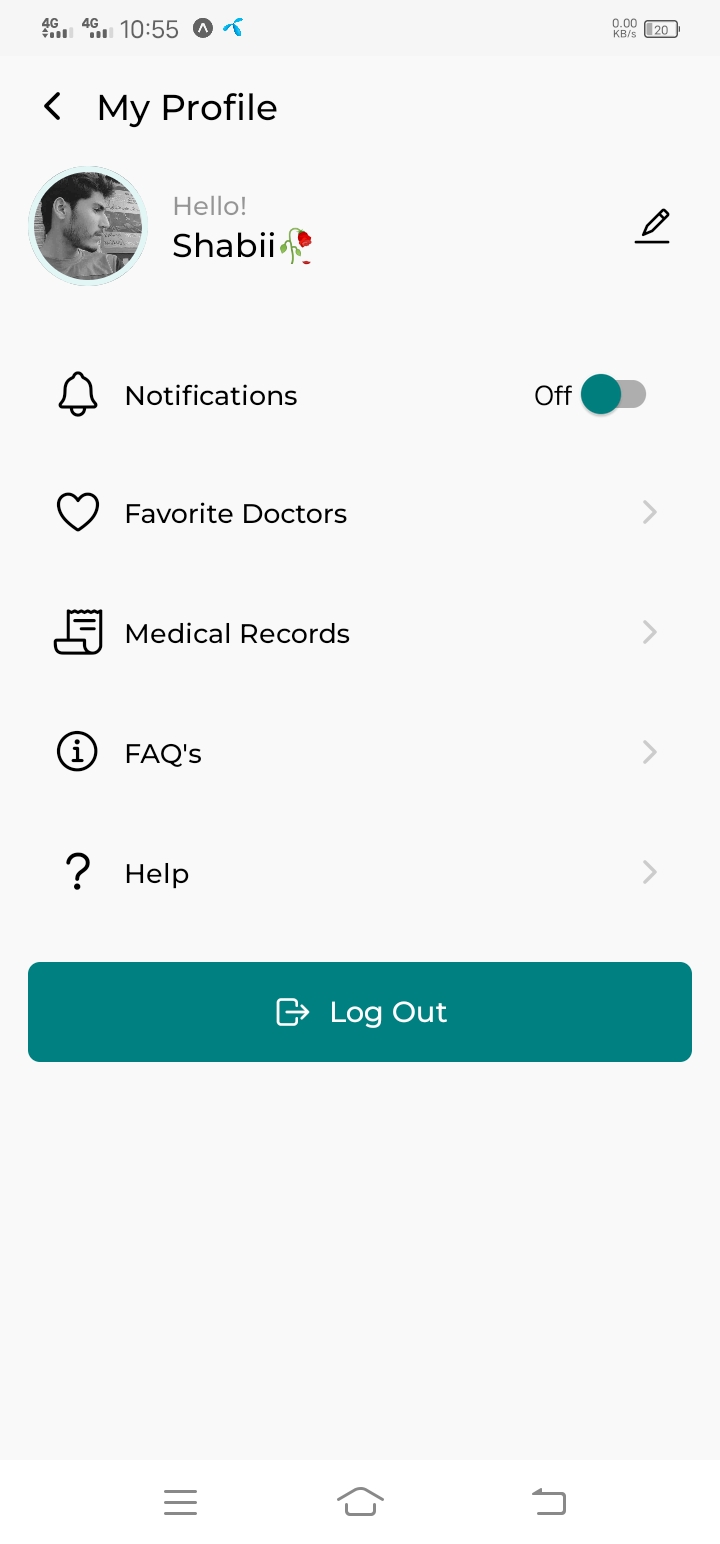 4G 4G 10:55 0.00 KB/s 20
My Profile
Hello!
Shabii🥀
Notifications Off
Favorite Doctors
Medical Records
FAQ's
Help
Log Out